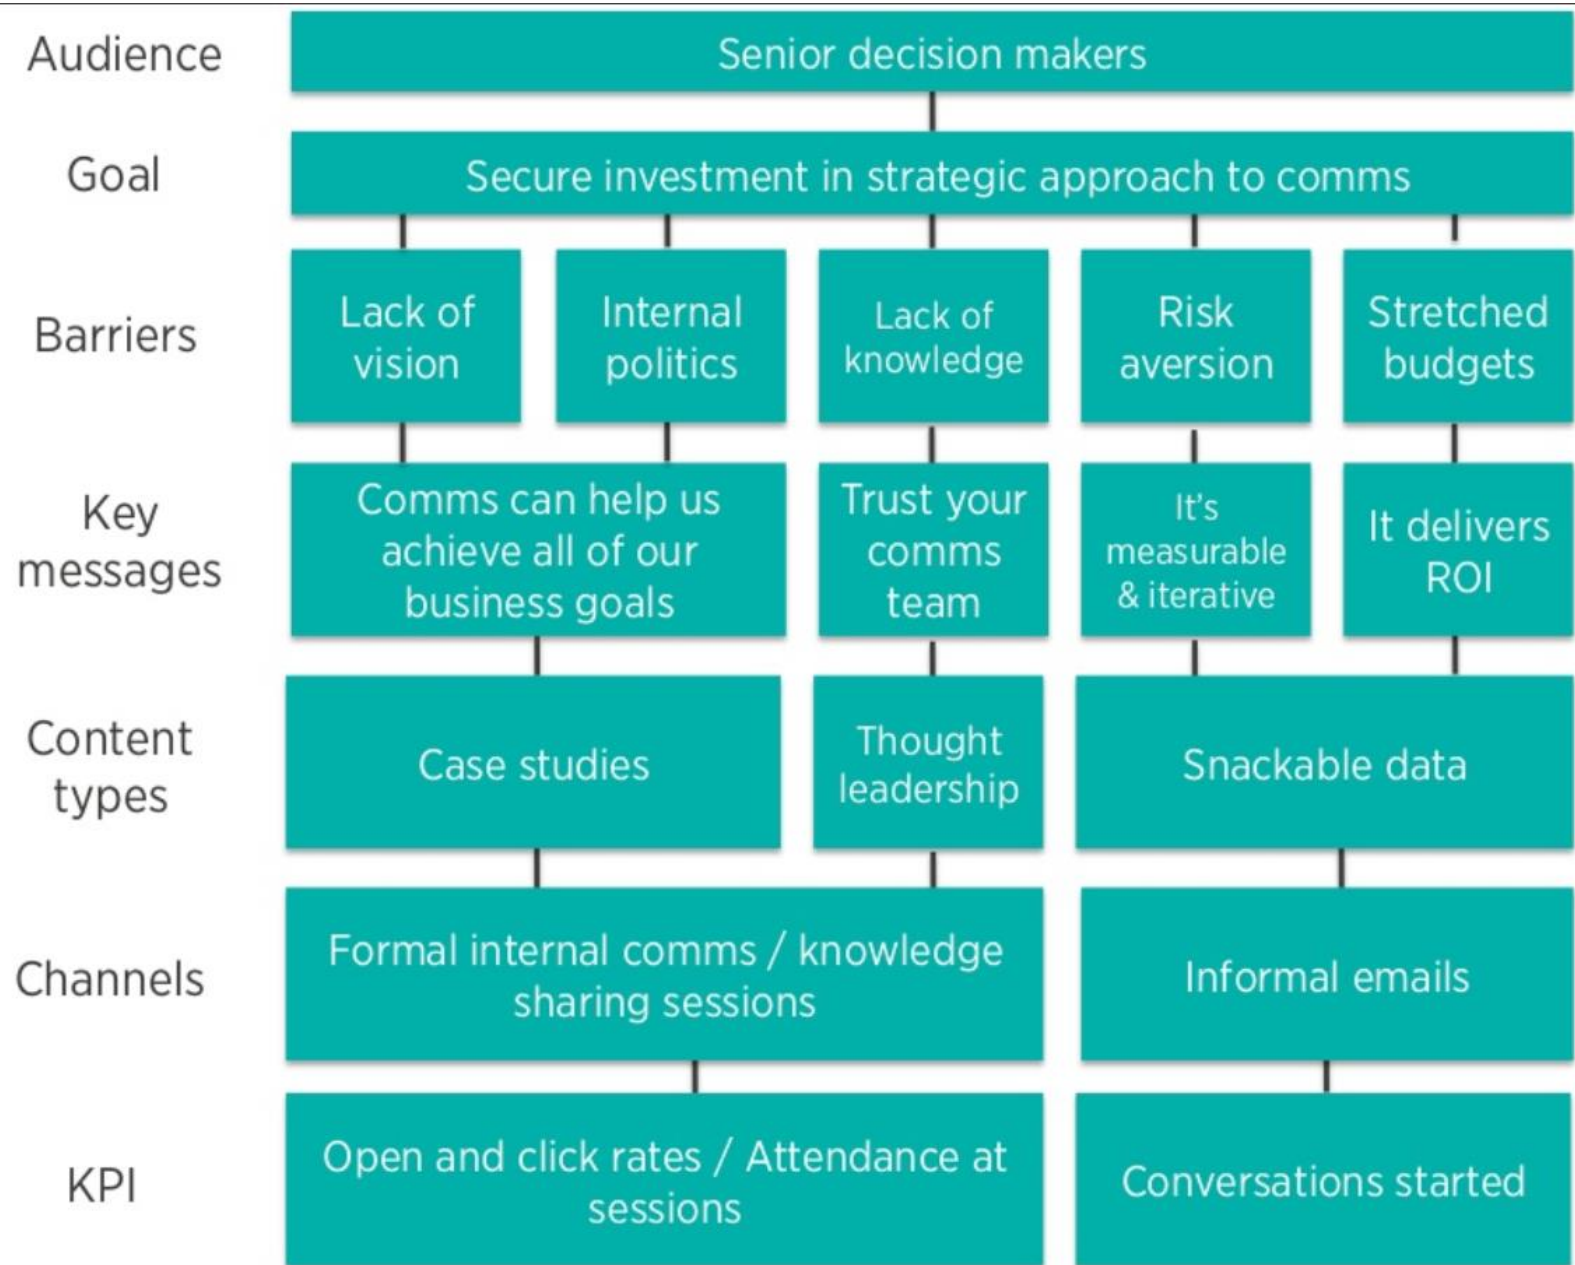 Audience
Senior decision makers
Goal
Secure investment in strategic approach to comms
Barriers
Lack of
vision
Internal
politics
Lack of
knowledge
Risk
aversion
Stretched
budgets
Key
messages
Comms can help us
achieve all of our
business goals
Trust your
comms
team
It's
measurable
& iterative
It delivers
ROI
Content
types
Case studies
Thought
leadership
Snackable data
Channels
Formal internal comms / knowledge
sharing sessions
Informal emails
KPI
Open and click rates / Attendance at
sessions
Conversations started